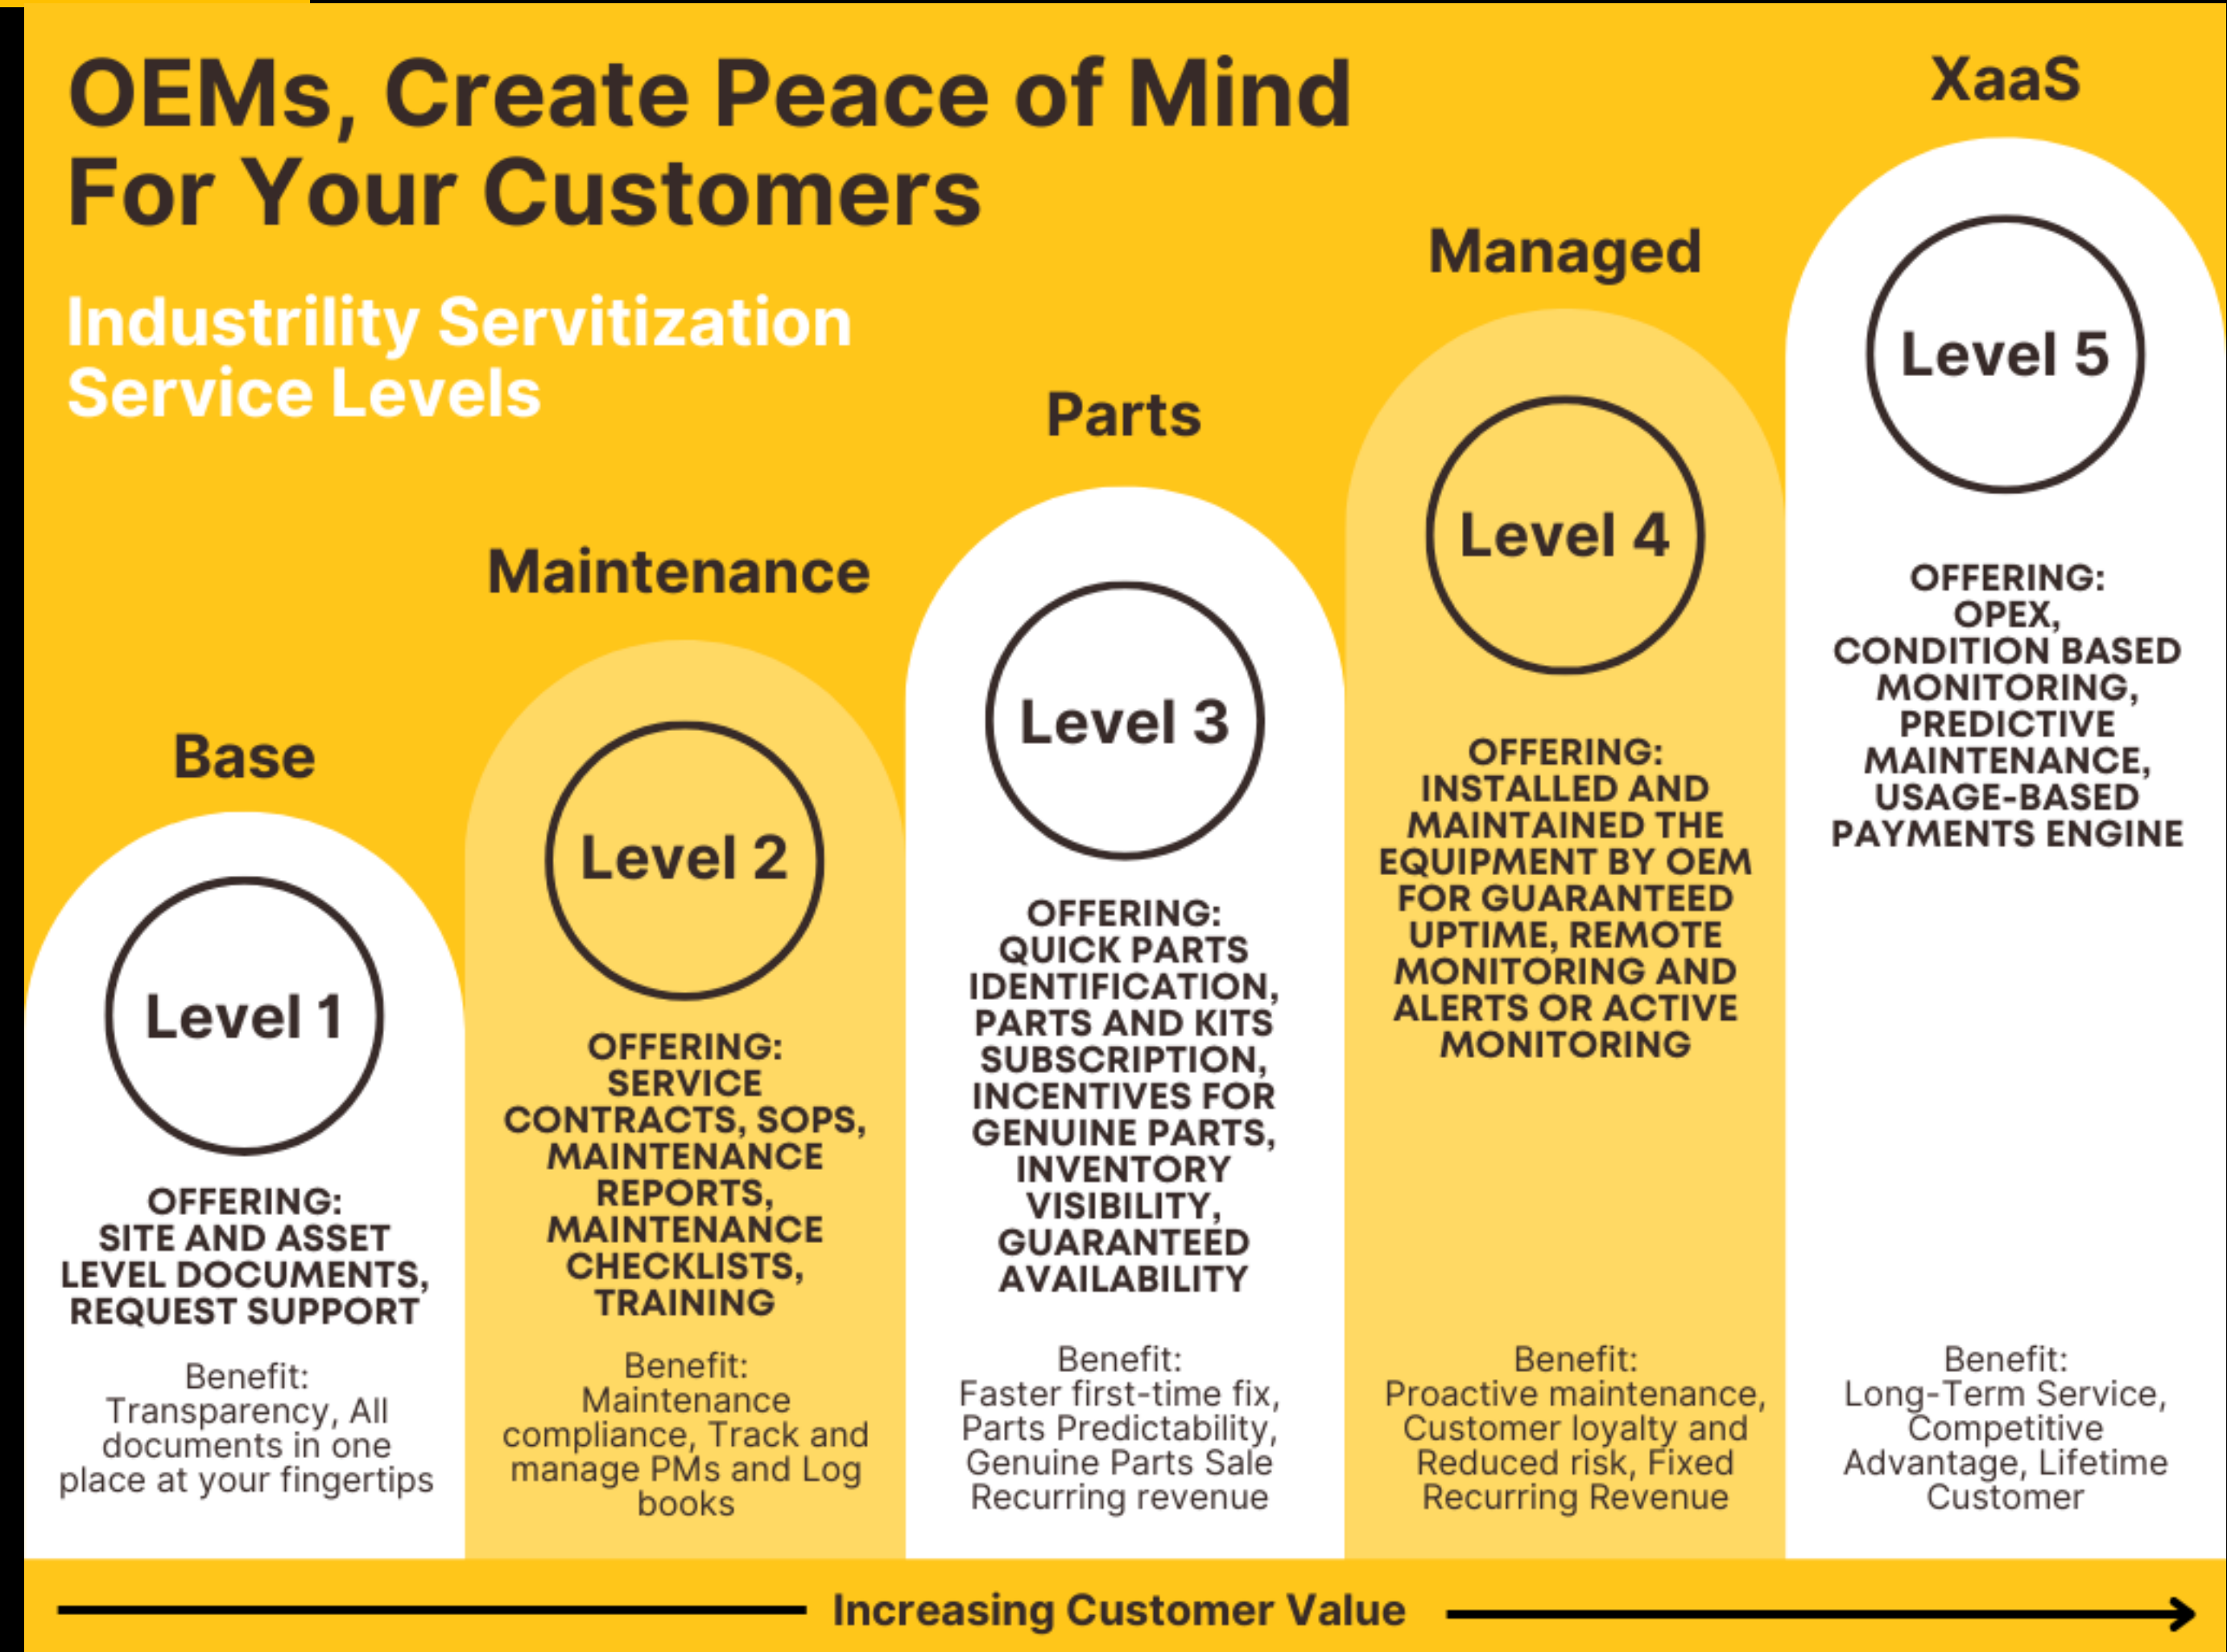 OEMs, Create Peace of Mind
For Your Customers
Industrility Servitization
Service Levels
Base
Level 1
OFFERING:
SITE AND ASSET
LEVEL DOCUMENTS,
REQUEST SUPPORT
Benefit:
Transparency, All
documents in one
place at your fingertips
Maintenance
Level 2
OFFERING:
SERVICE
CONTRACTS, SOPS,
MAINTENANCE
REPORTS,
MAINTENANCE
CHECKLISTS,
TRAINING
Benefit:
Maintenance
compliance, Track and
manage PMs and Log
books
Parts
Level 3
OFFERING:
QUICK PARTS
IDENTIFICATION,
PARTS AND KITS
SUBSCRIPTION,
INCENTIVES FOR
GENUINE PARTS,
INVENTORY
VISIBILITY,
GUARANTEED
AVAILABILITY
Benefit:
Faster first-time fix,
Parts Predictability,
Genuine Parts Sale
Recurring revenue
Managed
Level 4
OFFERING:
INSTALLED AND
MAINTAINED THE
EQUIPMENT BY OEM
FOR GUARANTEED
UPTIME, REMOTE
MONITORING AND
ALERTS OR ACTIVE
MONITORING
Benefit:
Proactive maintenance,
Customer loyalty and
Reduced risk, Fixed
Recurring Revenue
XaaS
Level 5
OFFERING:
OPEX,
CONDITION BASED
MONITORING,
PREDICTIVE
MAINTENANCE,
USAGE-BASED
PAYMENTS ENGINE
Benefit:
Long-Term Service,
Competitive
Advantage, Lifetime
Customer
Increasing Customer Value